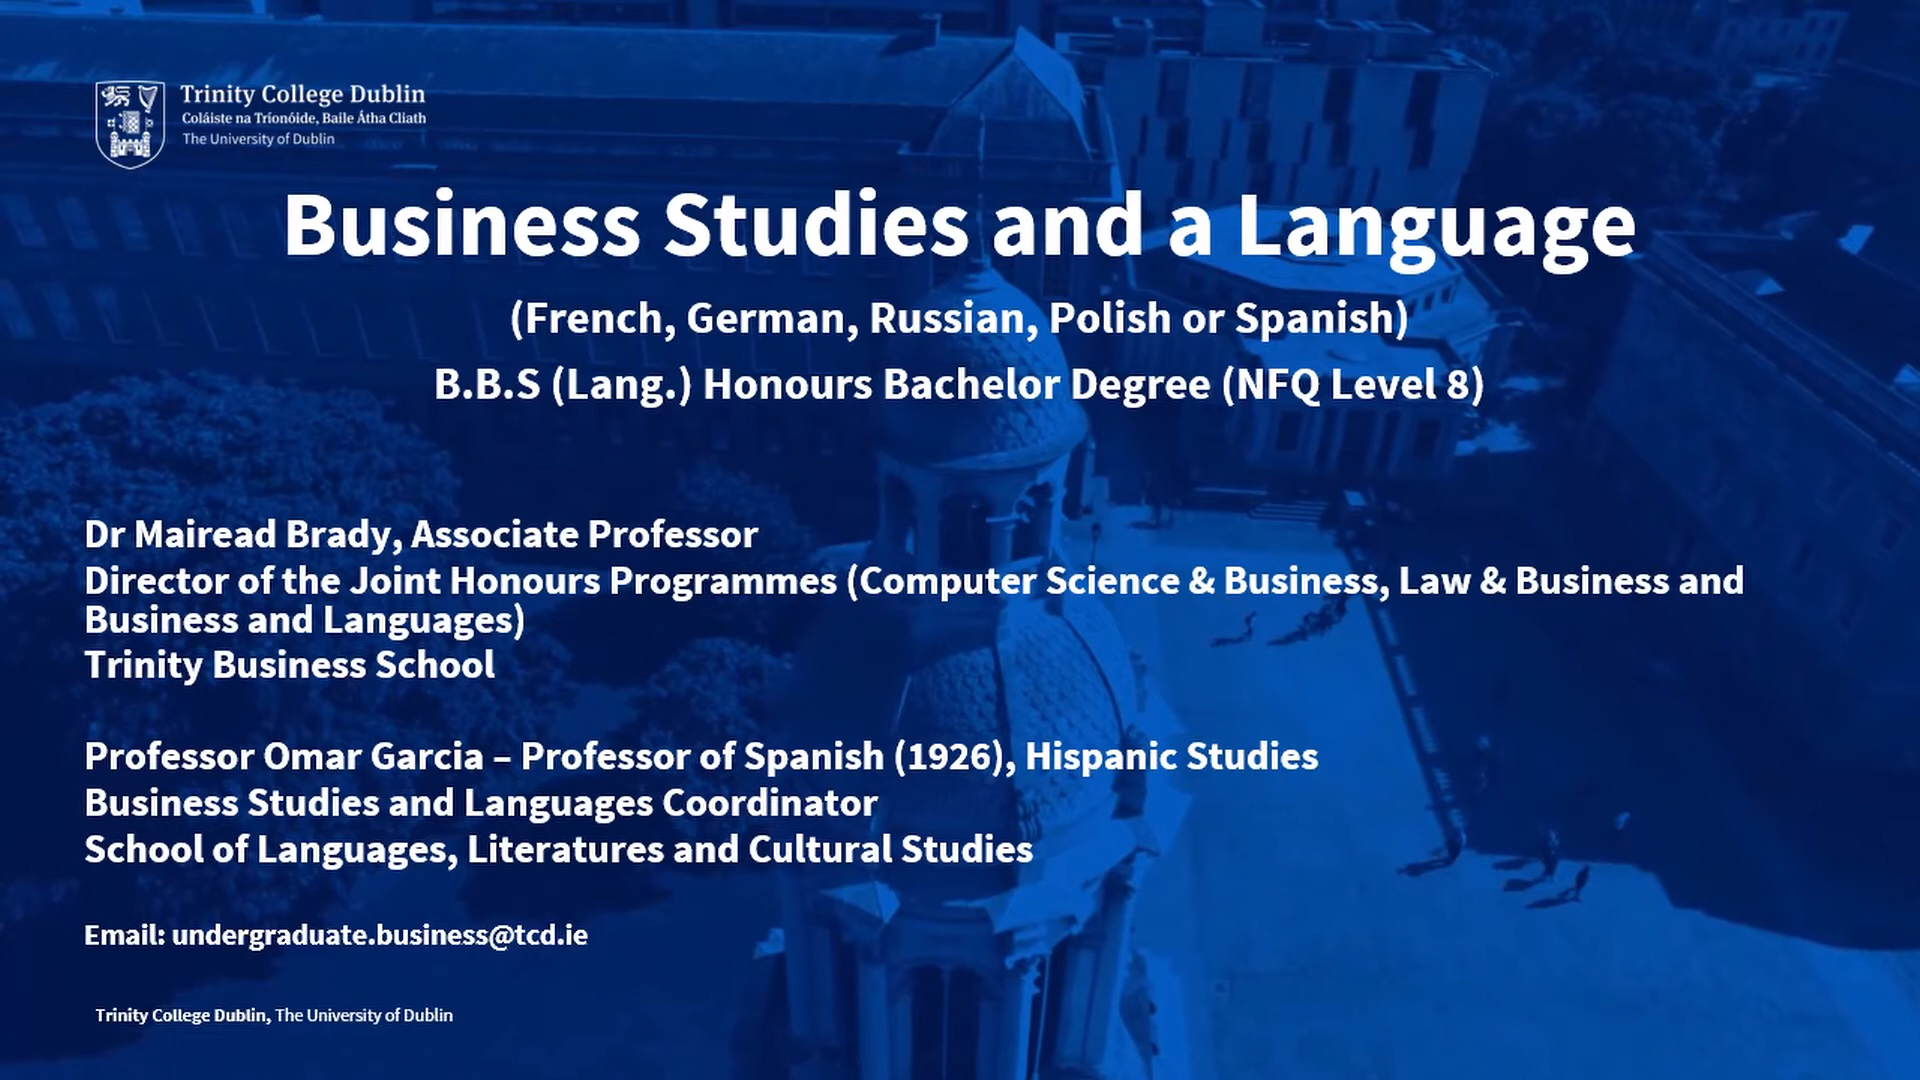 Trinity College Dublin
Coláiste na Tríonóide, Baile Átha Cliath
The University of Dublin
Business Studies and a Language
(French, German, Russian, Polish or Spanish)
B.B.S (Lang.) Honours Bachelor Degree (NFQ Level 8)
Dr Mairead Brady, Associate Professor
Director of the Joint Honours Programmes (Computer Science & Business, Law & Business and
Business and Languages)
Trinity Business School
Professor Omar Garcia – Professor of Spanish (1926), Hispanic Studies
Business Studies and Languages Coordinator
School of Languages, Literatures and Cultural Studies
Email: undergraduate.business@tcd.ie
Trinity College Dublin, The University of Dublin